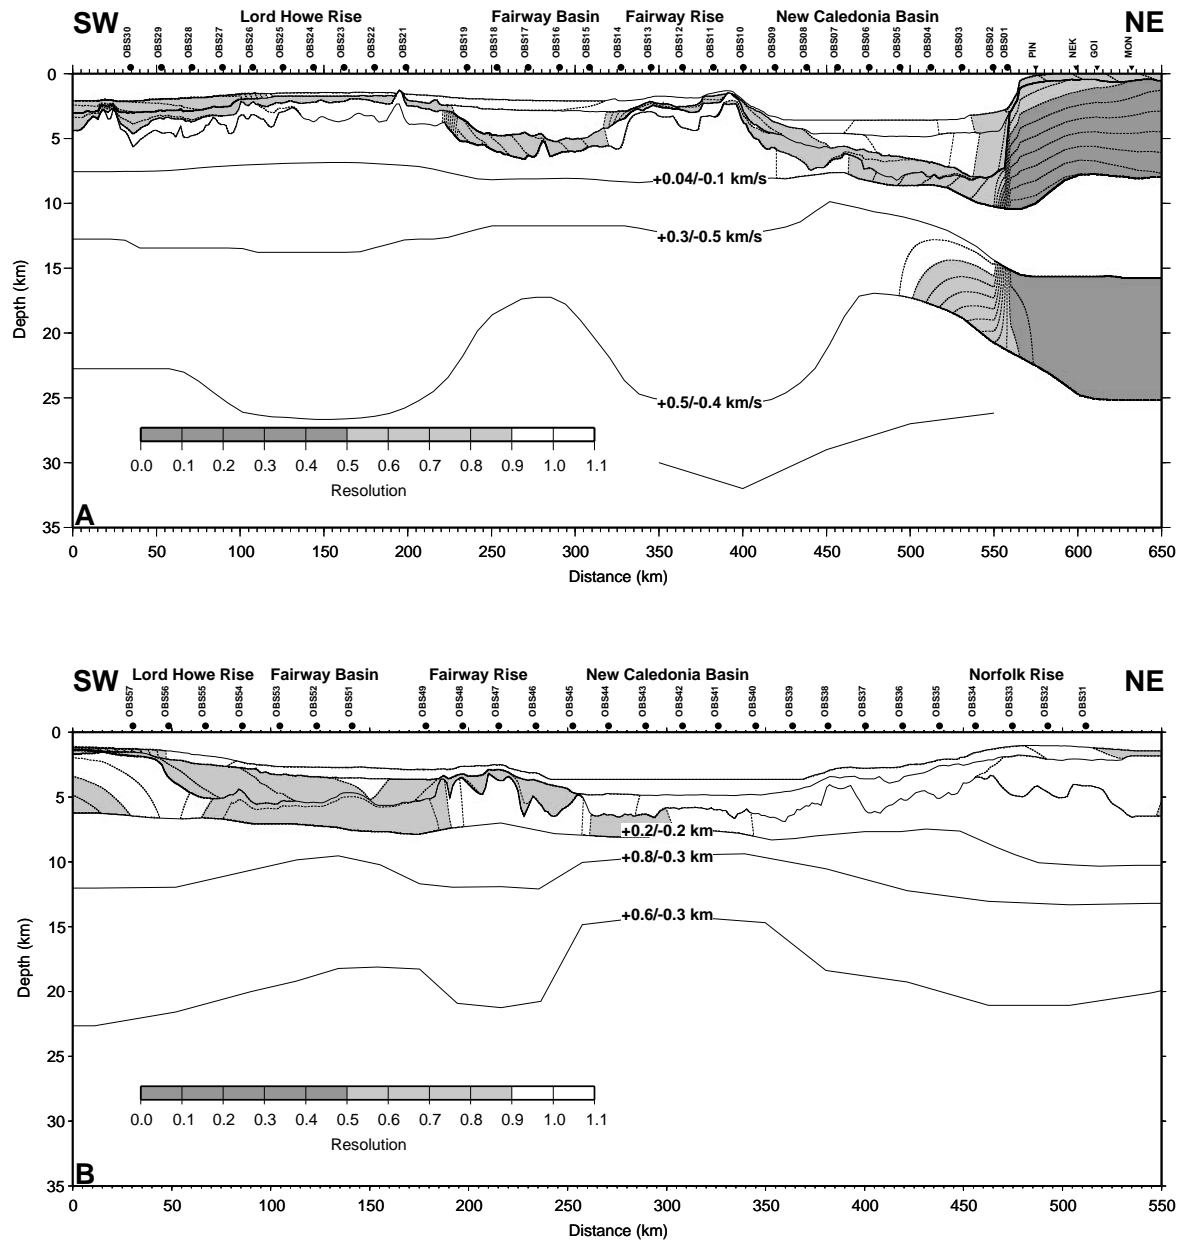 SW Lord Howe Rise Fairway Basin Fairway Rise New Caledonia Basin NE
OBS30 OBS29 OBS28 OBS27 OBS26 OBS25 OBS24 OBS23 OBS22 OBS21 OBS19 OBS18 OBS17 OBS16 OBS15 OBS14 OBS13 OBS12 OBS11 OBS10 OBS09 OBS08 OBS07 OBS06 OBS05 OBS04 OBS03 OBS02 OBS01 PIN NEK GOI MON
0
5
+0.04/-0.1 km/s
10
+0.3/-0.5 km/s
15
Depth (km)
20
25
+0.5/-0.4 km/s
30
0.0 0.1 0.2 0.3 0.4 0.5 0.6 0.7 0.8 0.9 1.0 1.1
Resolution
A
35
0 50 100 150 200 250 300 350 400 450 500 550 600 650
Distance (km)
SW Lord Howe Rise Fairway Basin Fairway Rise New Caledonia Basin Norfolk Rise NE
OBS57 OBS56 OBS55 OBS54 OBS53 OBS52 OBS51 OBS49 OBS48 OBS47 OBS46 OBS45 OBS44 OBS43 OBS42 OBS41 OBS40 OBS39 OBS38 OBS37 OBS36 OBS35 OBS34 OBS33 OBS32 OBS31
0
5
+0.2/-0.2 km
+0.8/-0.3 km
10
+0.6/-0.3 km
15
Depth (km)
20
25
30
0.0 0.1 0.2 0.3 0.4 0.5 0.6 0.7 0.8 0.9 1.0 1.1
Resolution
B
35
0 50 100 150 200 250 300 350 400 450 500 550
Distance (km)